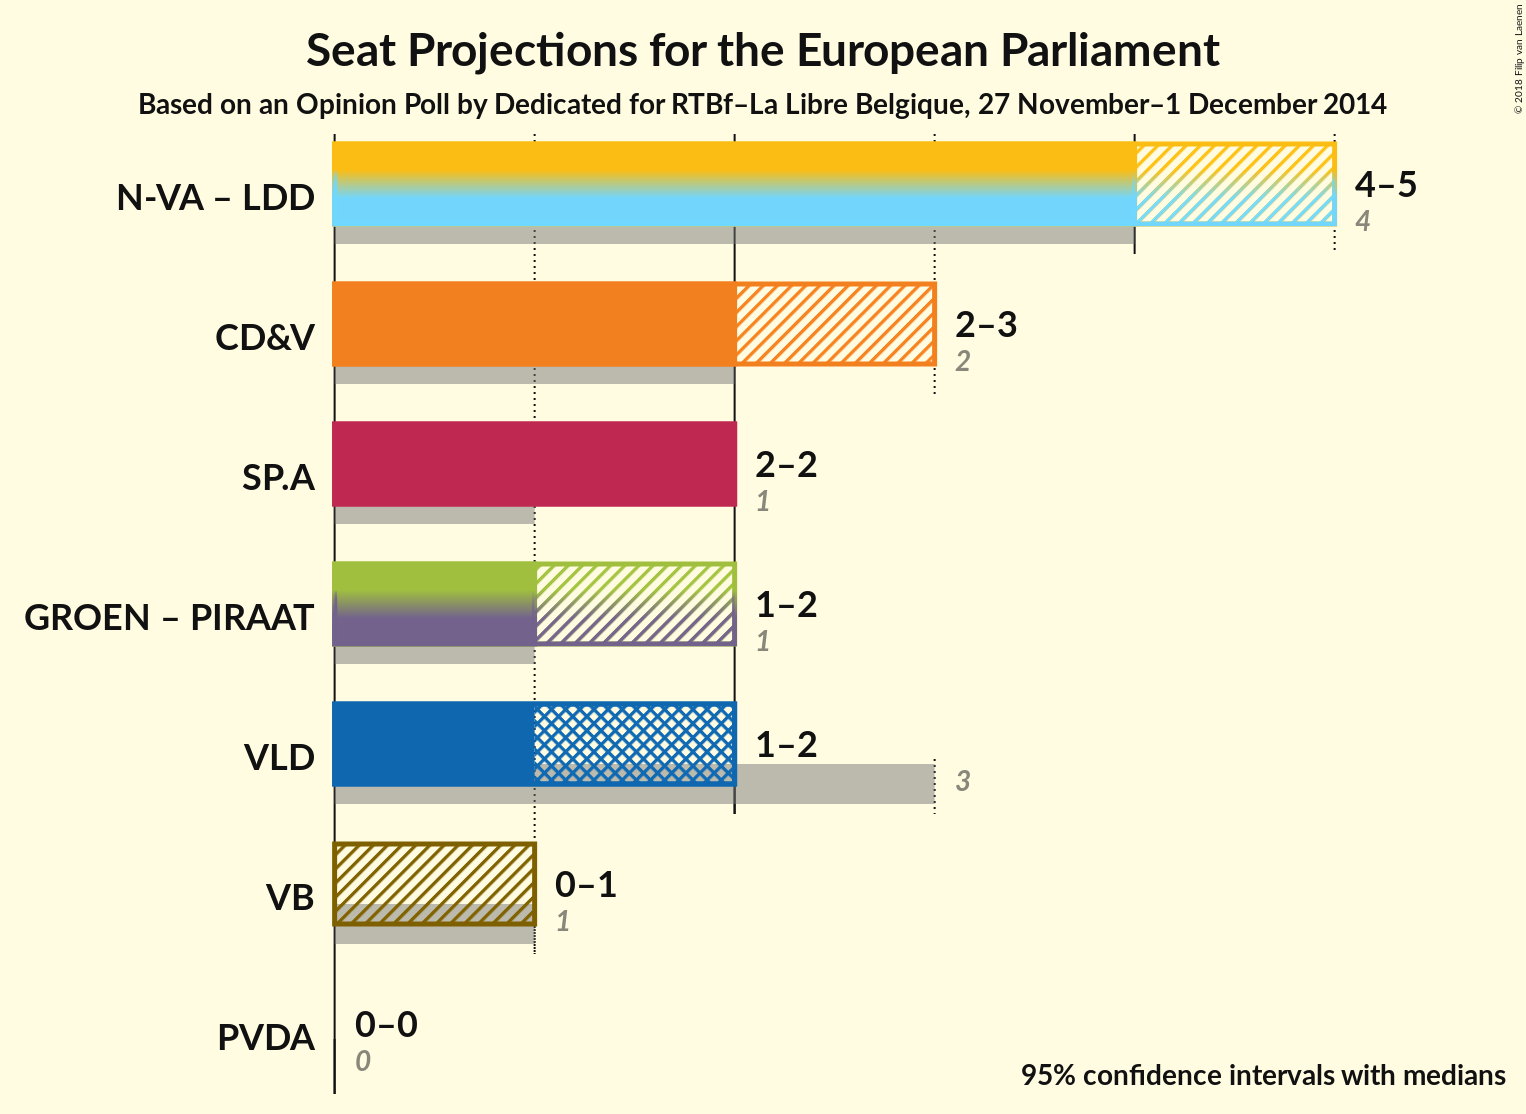 Seat Projections for the European Parliament
Based on an Opinion Poll by Dedicated for RTBf–La Libre Belgique, 27 November–1 December 2014
© 2018 Filip van Laenen
N-VA – LDD
4–5
4
CD&V
2–3
2
SP.A
2–2
1
GROEN – PIRAAT
1–2
1
VLD
1–2
3
VB
0–1
1
PVDA
0–0
0
95% confidence intervals with medians